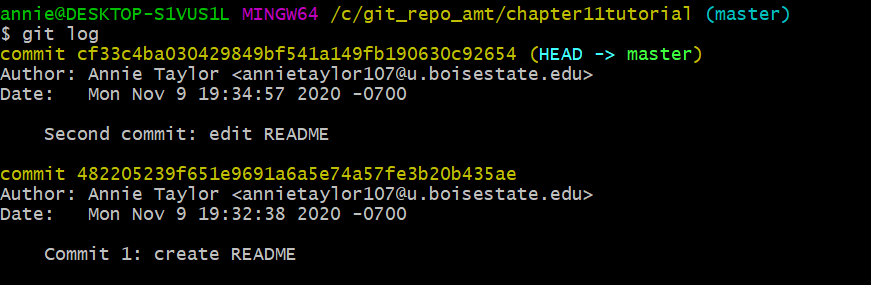 annie@DESKTOP-S1VUS1L MINGW64 /c/git_repo_amt/chapter11tutorial (master)
$ git log
commit cf33c4ba030429849bf541a149fb190630c92654 (HEAD -> master)
Author: Annie Taylor <annietaylor107@u.boisestate.edu>
Date:   Mon Nov 9 19:34:57 2020 -0700
    Second commit: edit README
commit 482205239f651e9691a6a5e74a57fe3b20b435ae
Author: Annie Taylor <annietaylor107@u.boisestate.edu>
Date:   Mon Nov 9 19:32:38 2020 -0700
    Commit 1: create README